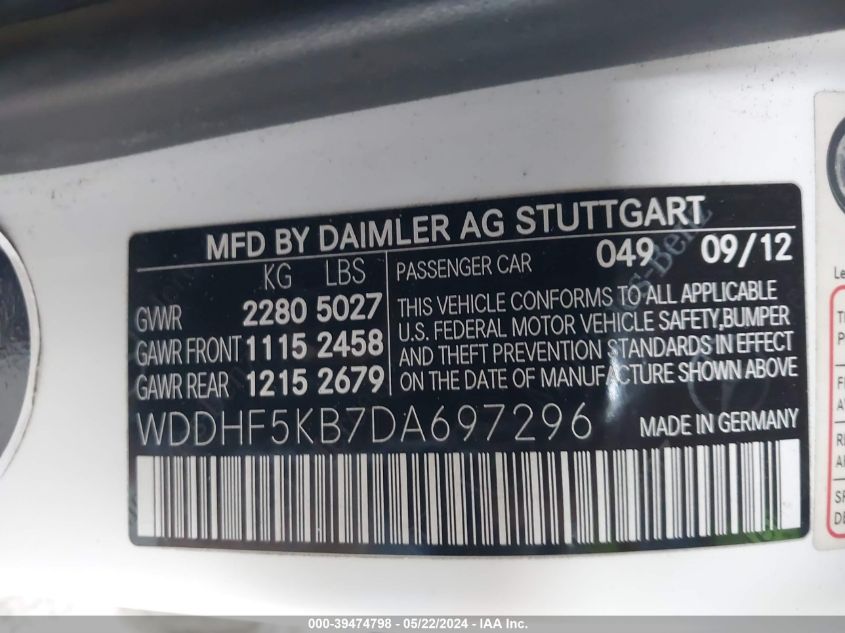 MFD BY DAIMLER AG STUTTGART
KG LBS PASSENGER CAR 049 09/12
GVWR 2280 5027
GAWR FRONT 1115 2458
GAWR REAR 1215 2679
THIS VEHICLE CONFORMS TO ALL APPLICABLE
U.S. FEDERAL MOTOR VEHICLE SAFETY,BUMPER
AND THEFT PREVENTION STANDARDS IN EFFECT
ON THE DATE OF MANUFACTURE SHOWN ABOVE.
WDDHF5KB7DA697296 MADE IN GERMANY
000-39474798 - 05/22/2024 - IAA Inc.